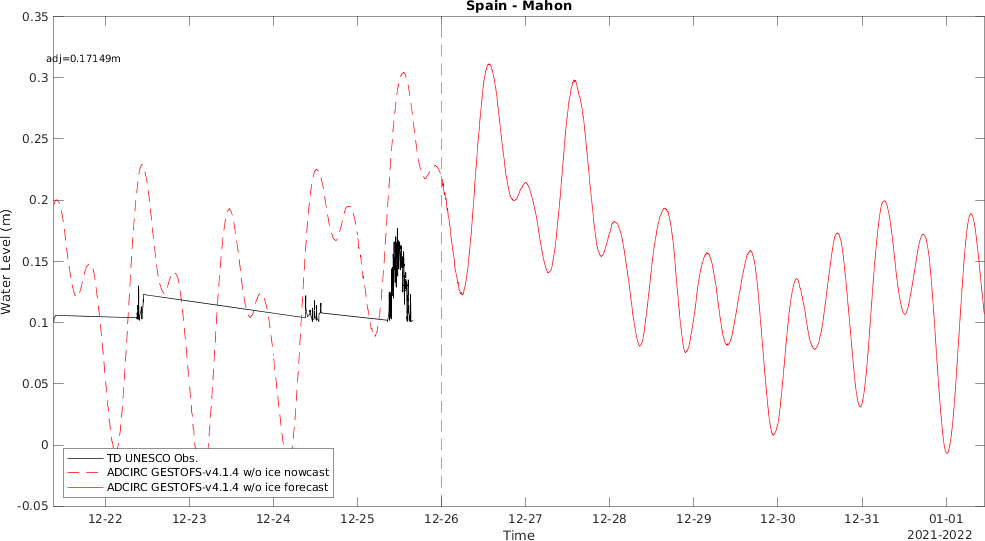 Spain - Mahon
0.35
adj=0.17149m
0.3
0.25
0.2
0.15
0.1
0.05
0
-0.05
Water Level (m)
TD UNESCO Obs.
ADCIRC GESTOFS-v4.1.4 w/o ice nowcast
ADCIRC GESTOFS-v4.1.4 w/o ice forecast
12-22 12-23 12-24 12-25 12-26 12-27 12-28 12-29 12-30 12-31 01-01
Time
2021-2022